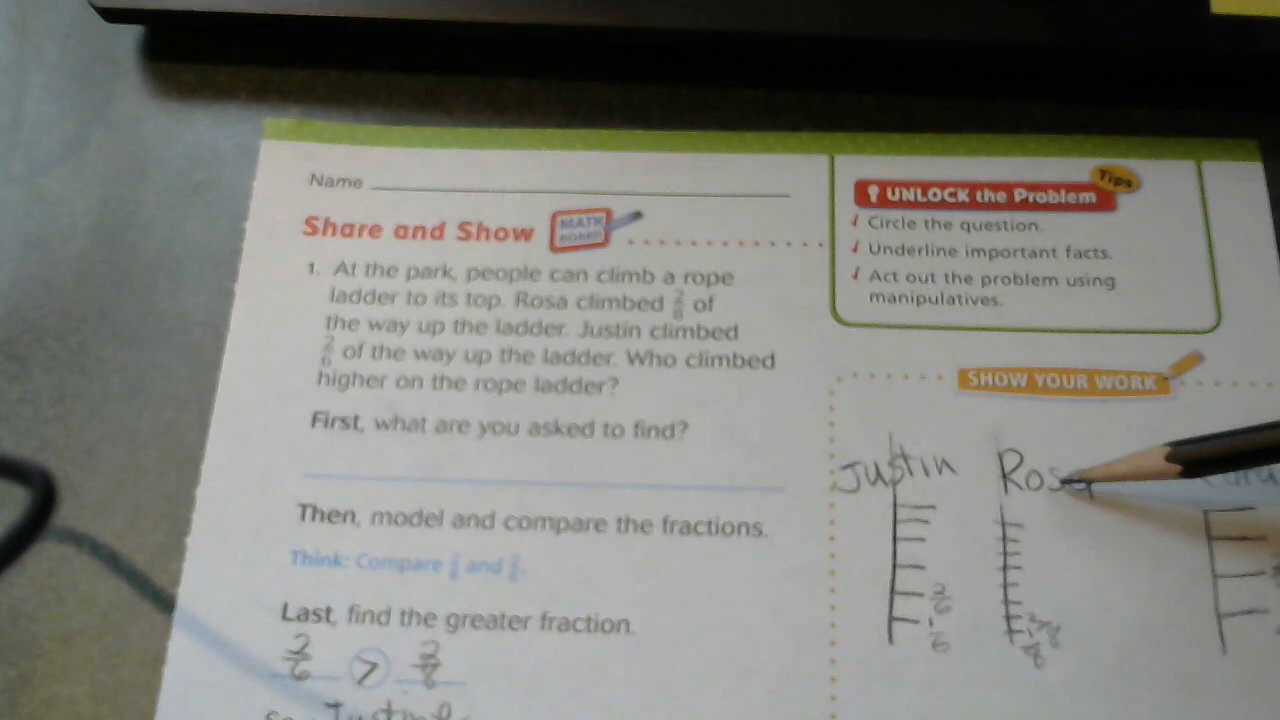 Name
Share and Show MATH BOARD
1. At the park, people can climb a rope
ladder to its top. Rosa climbed 2/8 of
the way up the ladder. Justin climbed
2/6 of the way up the ladder. Who climbed
higher on the rope ladder?
First, what are you asked to find?
Then, model and compare the fractions.
Think: Compare and
Last, find the greater fraction.
2/6 >
Tips
UNLOCK the Problem
√ Circle the question.
√ Underline important facts.
√ Act out the problem using
manipulatives.
SHOW YOUR WORK
Justin Rosa
2/6